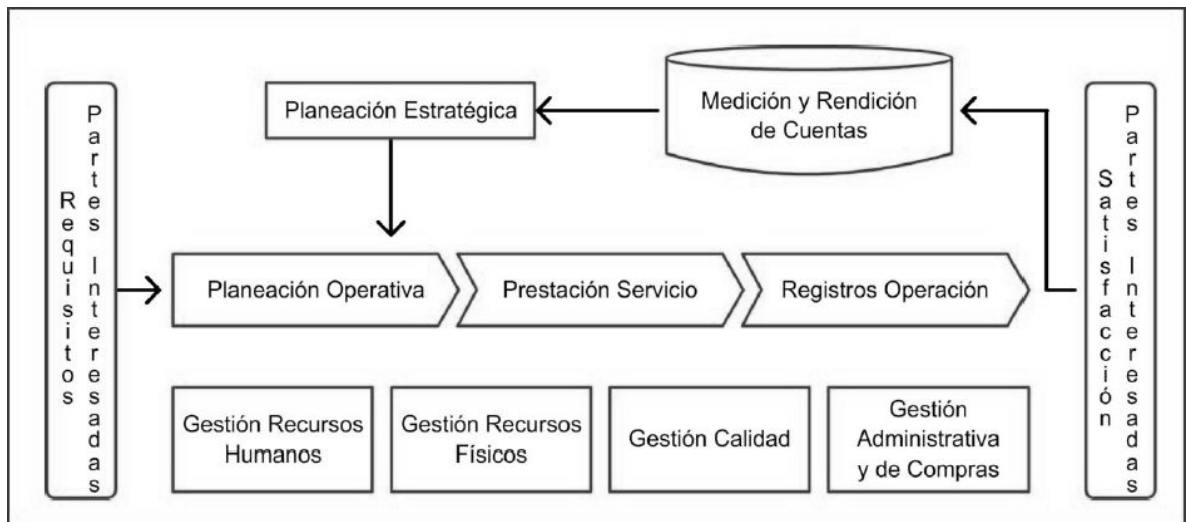 Requisitos
Partes Interesadas
Planeación Estratégica
Medición y Rendición
de Cuentas
Planeación Operativa
Prestación Servicio
Registros Operación
Gestión Recursos
Humanos
Gestión Recursos
Físicos
Gestión Calidad
Gestión
Administrativa
y de Compras
Satisfacción
Partes Interesadas